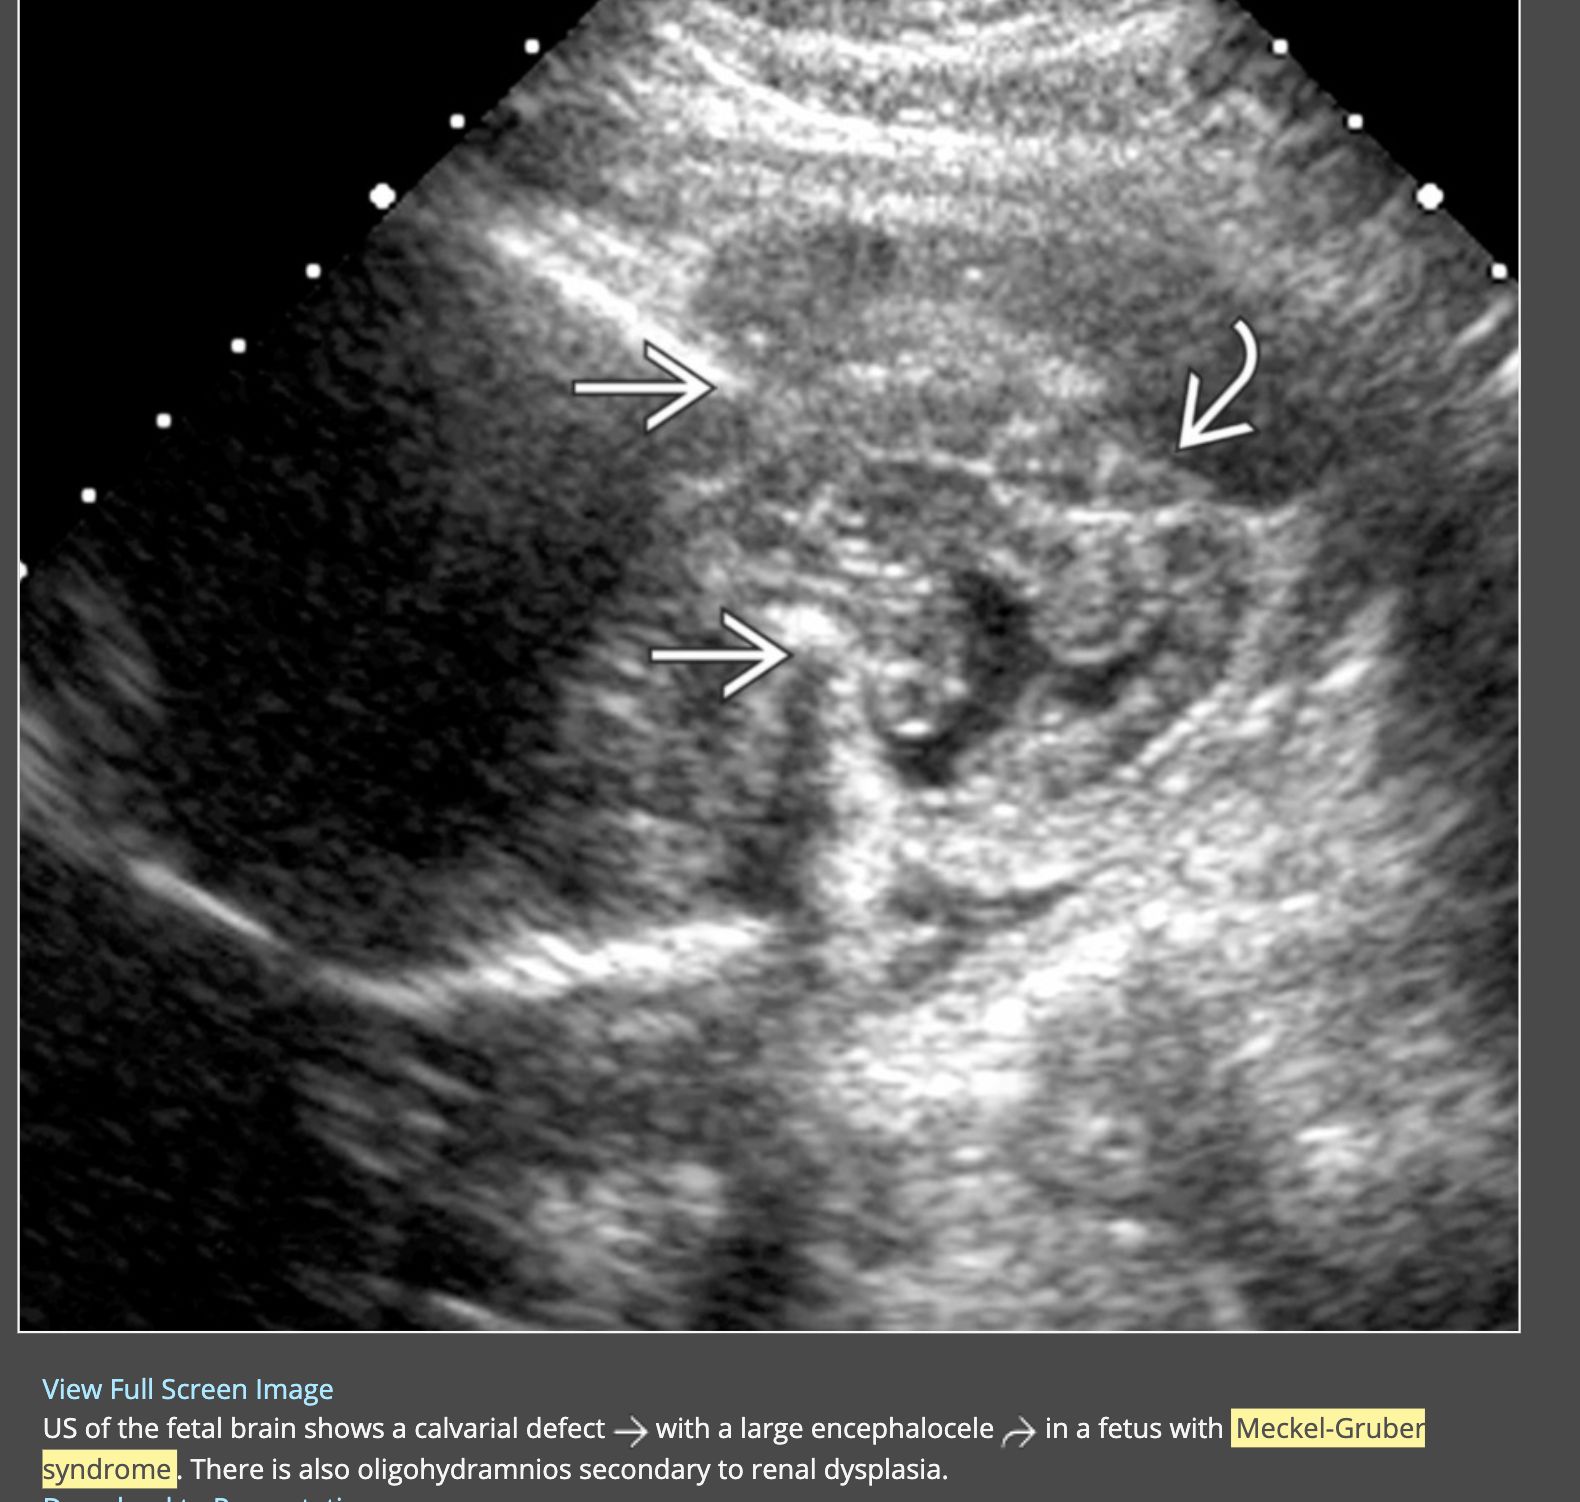 View Full Screen Image
US of the fetal brain shows a calvarial defect → with a large encephalocele ↷ in a fetus with Meckel-Gruber
syndrome. There is also oligohydramnios secondary to renal dysplasia.